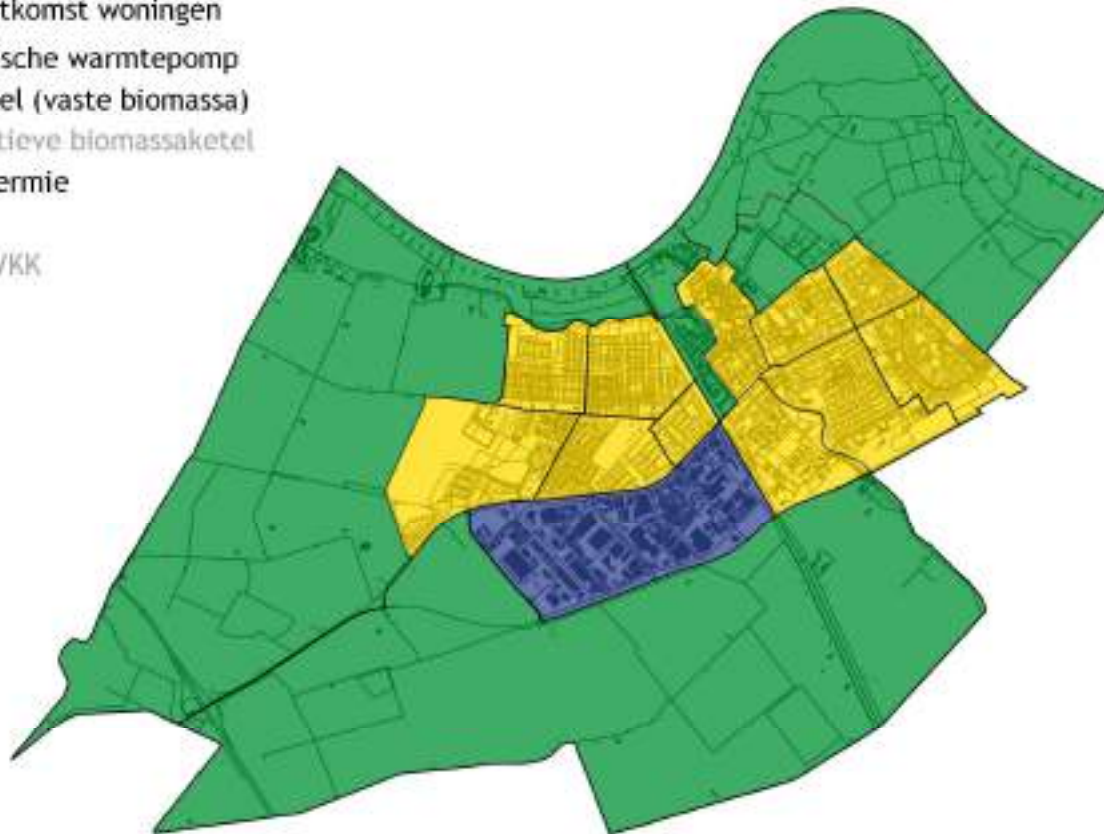 tkomst woningen
sche warmtepomp
el (vaste biomassa)
tieve biomassaketel
ermie
VKK